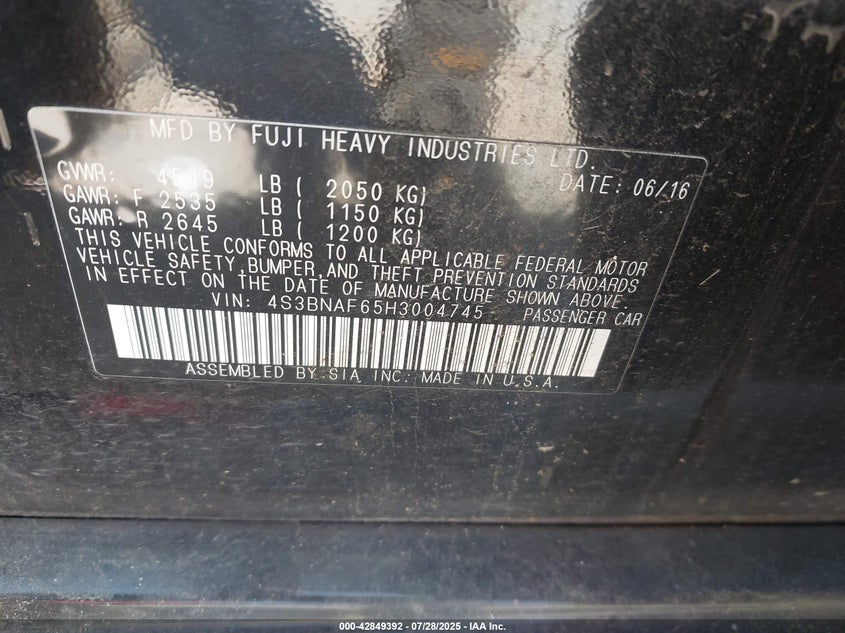 MFD BY FUJI HEAVY INDUSTRIES LTD.
DATE: 06/16
GVWR: 4519 LB ( 2050 KG)
GAWR: F 2535 LB ( 1150 KG)
GAWR: R 2645 LB ( 1200 KG)
THIS VEHICLE CONFORMS TO ALL APPLICABLE FEDERAL MOTOR
VEHICLE SAFETY,BUMPER,AND THEFT PREVENTION STANDARDS
IN EFFECT ON THE DATE OF MANUFACTURE SHOWN ABOVE.
VIN: 4S3BNAF65H3004745 PASSENGER CAR
ASSEMBLED BY SIA INC. MADE IN U.S.A.
000-42849392 / 07/28/2025 - IAA Inc.